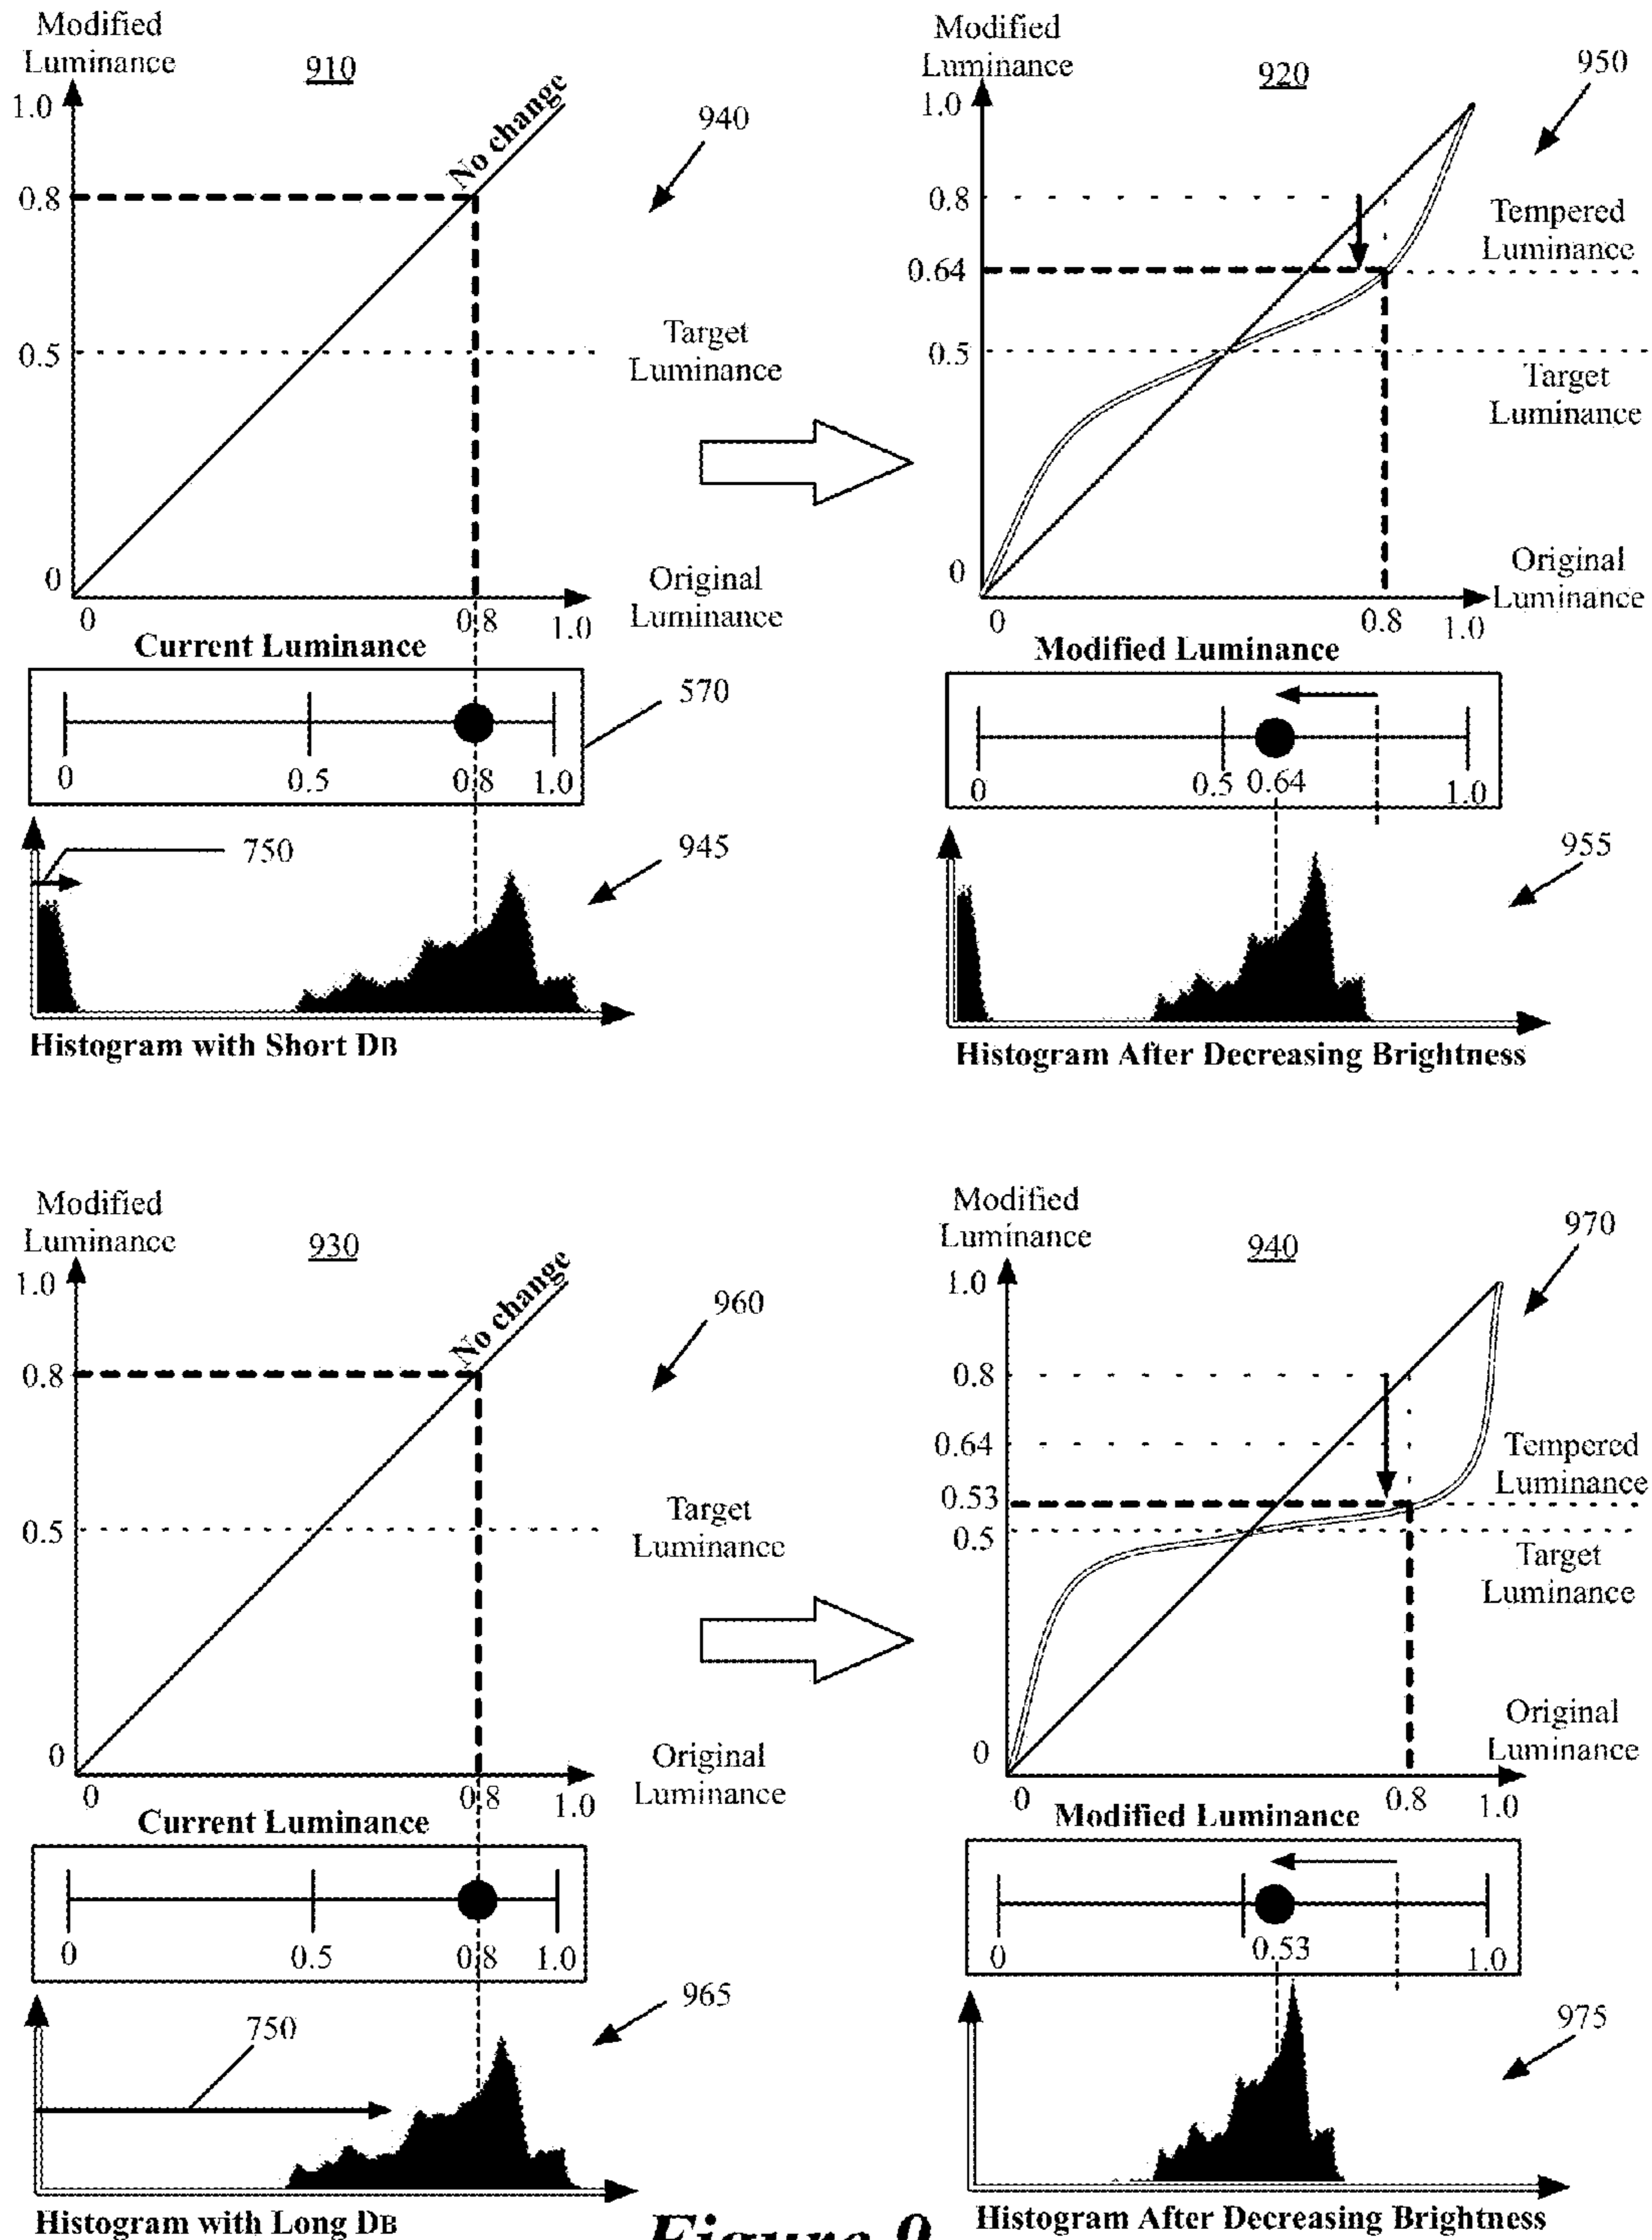 Modified
Luminance
910
1.0
No change
940
0.8
Target
Luminance
0.5
0
Original
Luminance
0
0.8
1.0
Current Luminance
570
0
0.5
0.8
1.0
750
945
Histogram with Short DB
Modified
Luminance
920
950
1.0
0.8
Tempered
Luminance
0.64
0.5
Target
Luminance
0
Original
Luminance
0
0.8
1.0
Modified Luminance
0
0.5
0.64
1.0
955
Histogram After Decreasing Brightness
Modified
Luminance
930
1.0
No change
960
0.8
Target
Luminance
0.5
0
Original
Luminance
0
0.8
1.0
Current Luminance
0
0.5
0.8
1.0
965
750
Histogram with Long DB
Modified
Luminance
940
970
1.0
0.8
0.64
Tempered
Luminance
0.53
0.5
Target
Luminance
0
Original
Luminance
0
0.8
1.0
Modified Luminance
0
0.53
1.0
975
Histogram After Decreasing Brightness
Figure 9